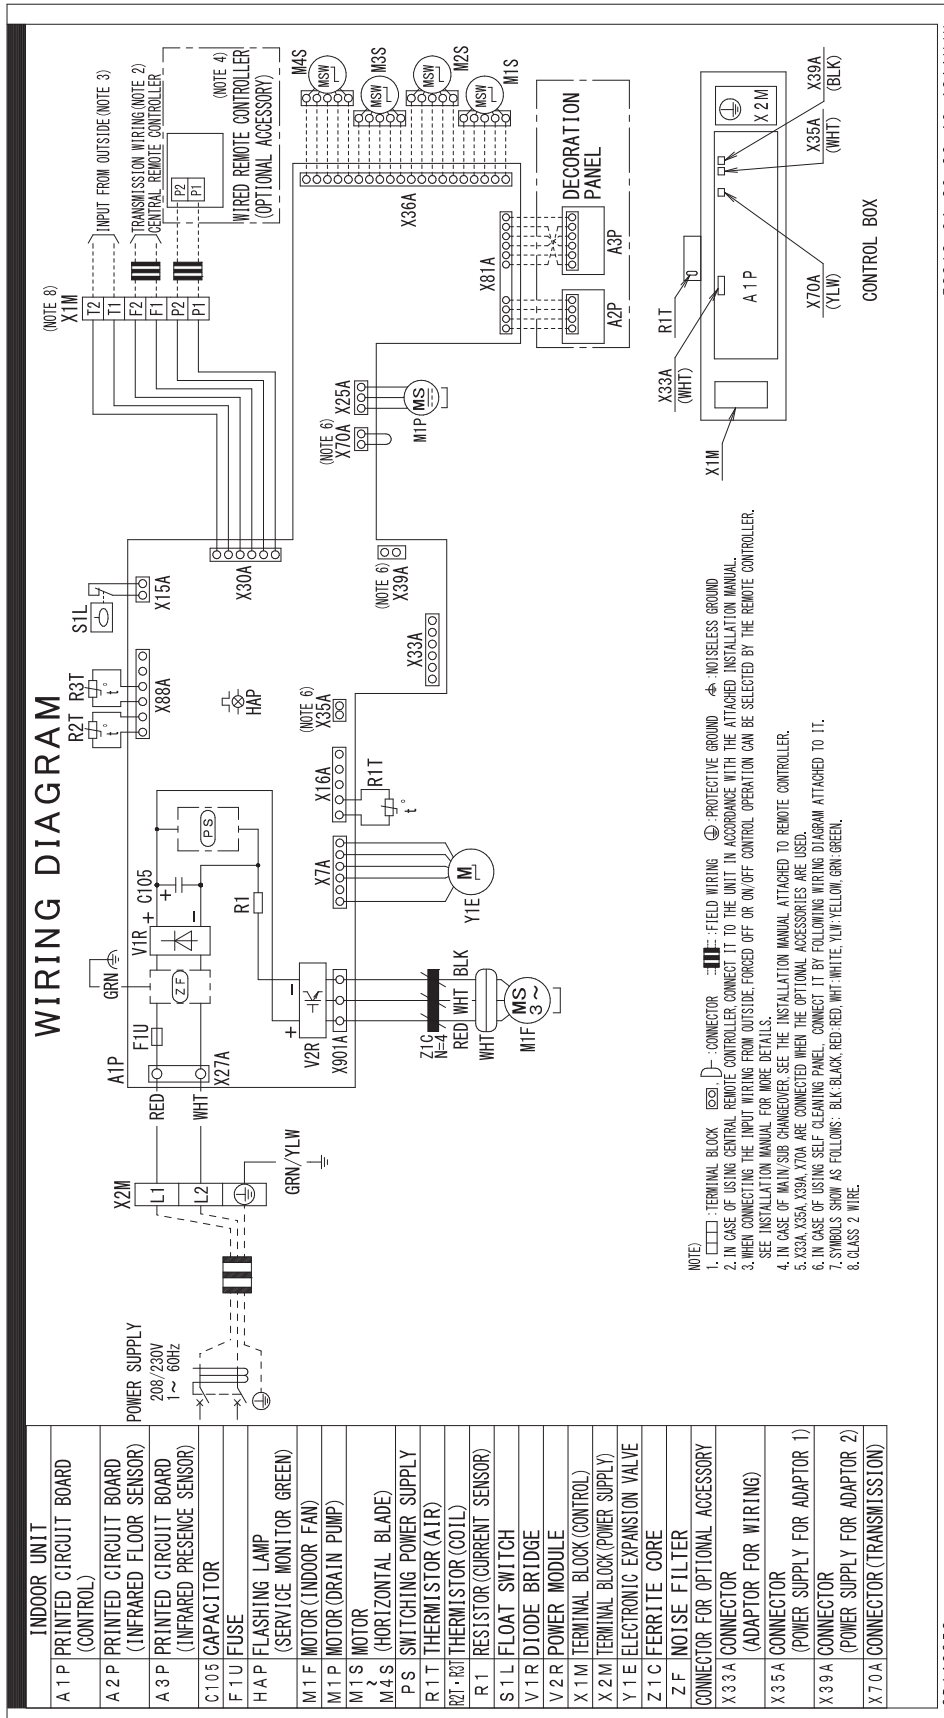 WIRING DIAGRAM
INDOOR UNIT
A1P PRINTED CIRCUIT BOARD
(CONTROL)
A2P PRINTED CIRCUIT BOARD
(INFRARED FLOOR SENSOR)
A3P PRINTED CIRCUIT BOARD
(INFRARED PRESENCE SENSOR)
C105 CAPACITOR
F1U FUSE
HAP FLASHING LAMP
(SERVICE MONITOR GREEN)
M1F MOTOR(INDOOR FAN)
M1P MOTOR(DRAIN PUMP)
M1S~M4S MOTOR
(HORIZONTAL BLADE)
PS SWITCHING POWER SUPPLY
R1T THERMISTOR(AIR)
R2T・R3T THERMISTOR(COIL)
R1 RESISTOR(CURRENT SENSOR)
S1L FLOAT SWITCH
V1R DIODE BRIDGE
V2R POWER MODULE
X1M TERMINAL BLOCK(CONTROL)
X2M TERMINAL BLOCK(POWER SUPPLY)
Y1E ELECTRONIC EXPANSION VALVE
Z1C FERRITE CORE
ZF NOISE FILTER
CONNECTOR FOR OPTIONAL ACCESSORY
X33A CONNECTOR
(ADAPTOR FOR WIRING)
X35A CONNECTOR
(POWER SUPPLY FOR ADAPTOR 1)
X39A CONNECTOR
(POWER SUPPLY FOR ADAPTOR 2)
X70A CONNECTOR(TRANSMISSION)
POWER SUPPLY
208/230V
1~ 60Hz
X2M
L1
L2
GRN/YLW
RED
WHT
A1P
X27A
F1U
GRN
ZF
V1R
+
-
+
C105
PS
R1
+
-
V2R
X901A
Z1C
N=4
RED
WHT
BLK
WHT
MS
3~
M1F
R2T
t°
R3T
t°
X88A
S1L
X15A
HAP
X7A
M
Y1E
X16A
R1T
t°
(NOTE 6)
X35A
X33A
(NOTE 6)
X39A
X30A
(NOTE 6)
X70A
X25A
MS
M1P
(NOTE 8)
X1M
T2
T1
F2
F1
P2
P1
INPUT FROM OUTSIDE(NOTE 3)
TRANSMISSION WIRING(NOTE 2)
CENTRAL REMOTE CONTROLLER
P2
P1
(NOTE 4)
WIRED REMOTE CONTROLLER
(OPTIONAL ACCESSORY)
X36A
MSW
M4S
MSW
M3S
MSW
M2S
MSW
M1S
X81A
A2P
A3P
DECORATION
PANEL
X1M
X33A
(WHT)
R1T
A1P
X2M
X70A
(YLW)
X35A
(WHT)
X39A
(BLK)
CONTROL BOX
NOTE)
1. :TERMINAL BLOCK , :CONNECTOR :FIELD WIRING :PROTECTIVE GROUND :NOISELESS GROUND
2. IN CASE OF USING CENTRAL REMOTE CONTROLLER, CONNECT IT TO THE UNIT IN ACCORDANCE WITH THE ATTACHED INSTALLATION MANUAL.
3. WHEN CONNECTING THE INPUT WIRING FROM OUTSIDE, FORCED OFF OR ON/OFF CONTROL OPERATION CAN BE SELECTED BY THE REMOTE CONTROLLER.
SEE INSTALLATION MANUAL FOR MORE DETAILS.
4. IN CASE OF MAIN/SUB CHANGEOVER, SEE THE INSTALLATION MANUAL ATTACHED TO REMOTE CONTROLLER.
5. X33A, X35A, X39A, X70A ARE CONNECTED WHEN THE OPTIONAL ACCESSORIES ARE USED.
6. IN CASE OF USING SELF CLEANING PANEL, CONNECT IT BY FOLLOWING WIRING DIAGRAM ATTACHED TO IT.
7. SYMBOLS SHOW AS FOLLOWS: BLK:BLACK, RED:RED, WHT:WHITE, YLW:YELLOW, GRN:GREEN.
8. CLASS 2 WIRE.